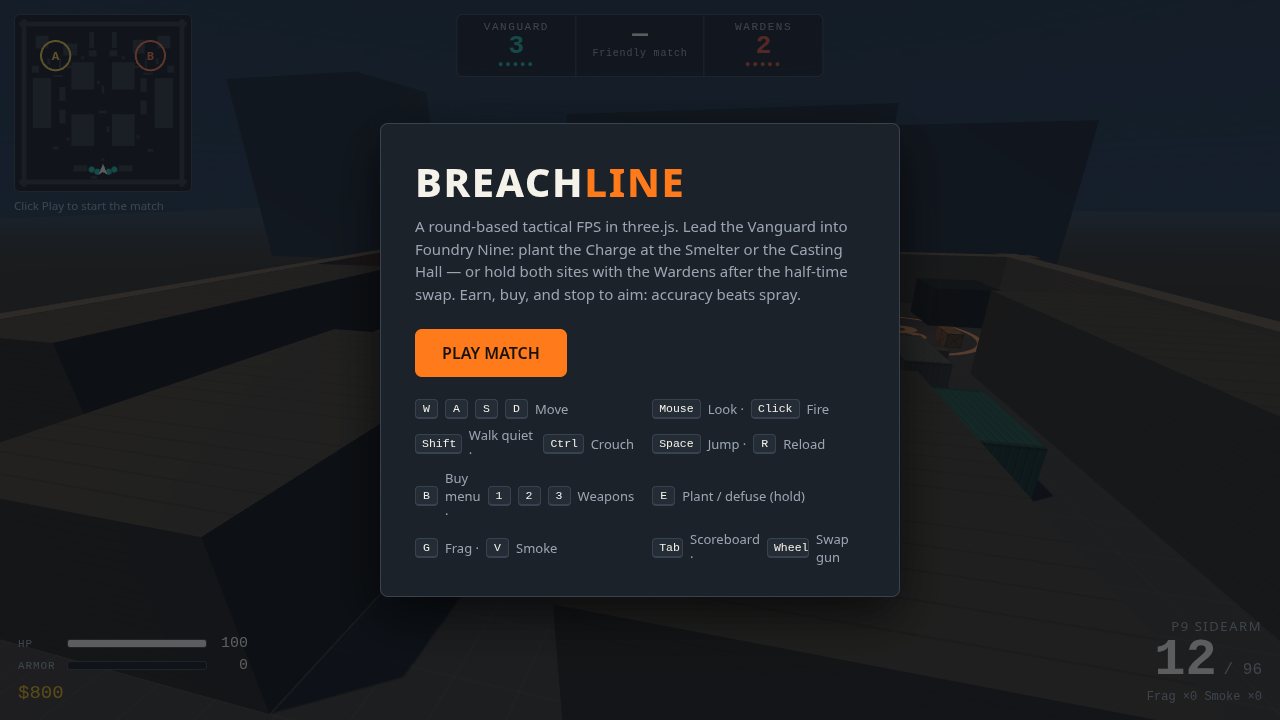 A
B
Click Play to start the match
VANGUARD
3
—
Friendly match
WARDENS
2
BREACHLINE
A round-based tactical FPS in three.js. Lead the Vanguard into
Foundry Nine: plant the Charge at the Smelter or the Casting
Hall — or hold both sites with the Wardens after the half-time
swap. Earn, buy, and stop to aim: accuracy beats spray.
PLAY MATCH
W A S D Move
Mouse Look · Click Fire
Shift Walk quiet · Ctrl Crouch
Space Jump · R Reload
B Buy menu · 1 2 3 Weapons
E Plant / defuse (hold)
G Frag · V Smoke
Tab Scoreboard · Wheel Swap gun
HP 100
ARMOR 0
$800
P9 SIDEARM
12 / 96
Frag ×0 Smoke ×0